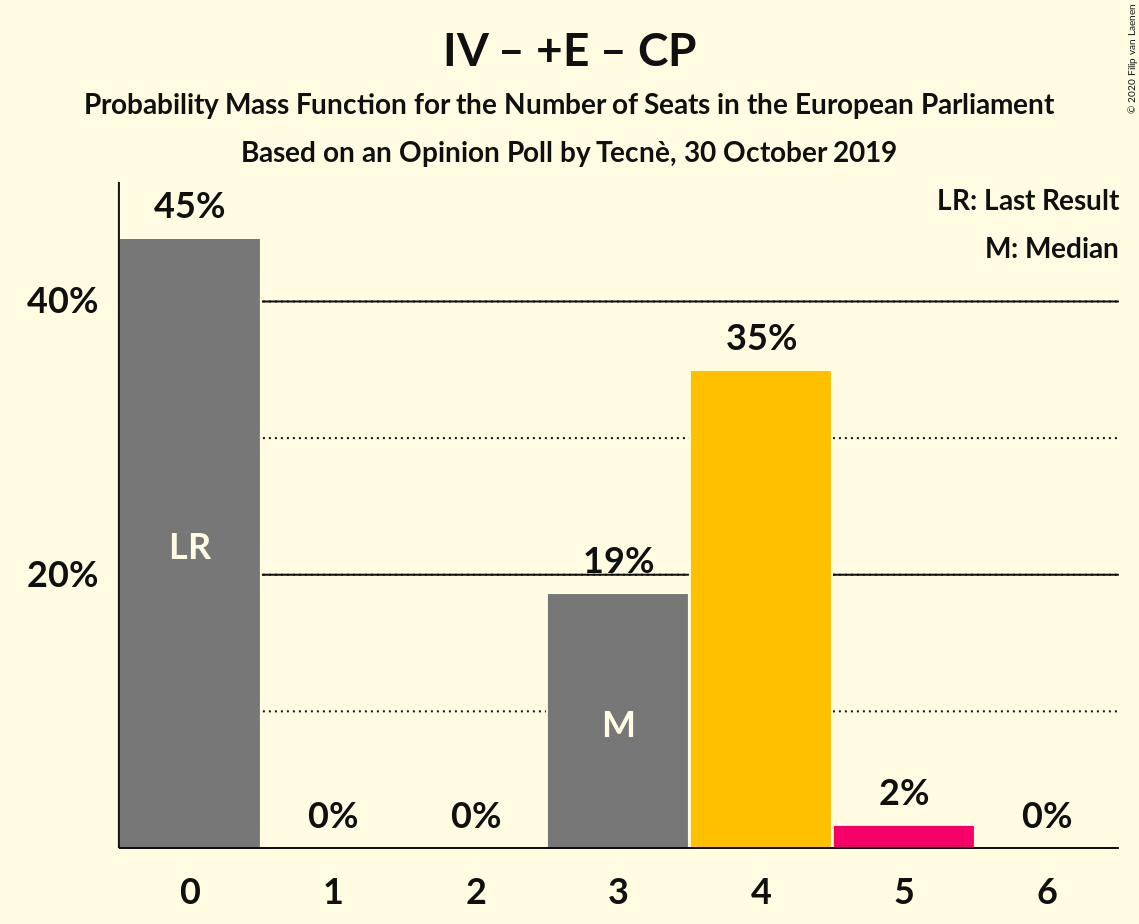 IV – +E – CP
Probability Mass Function for the Number of Seats in the European Parliament
Based on an Opinion Poll by Tecnè, 30 October 2019
© 2020 Filip van Laenen
LR: Last Result
M: Median
45%
40%
35%
LR
19%
20%
M
2%
0%
0%
0%
0
1
2
3
4
5
6